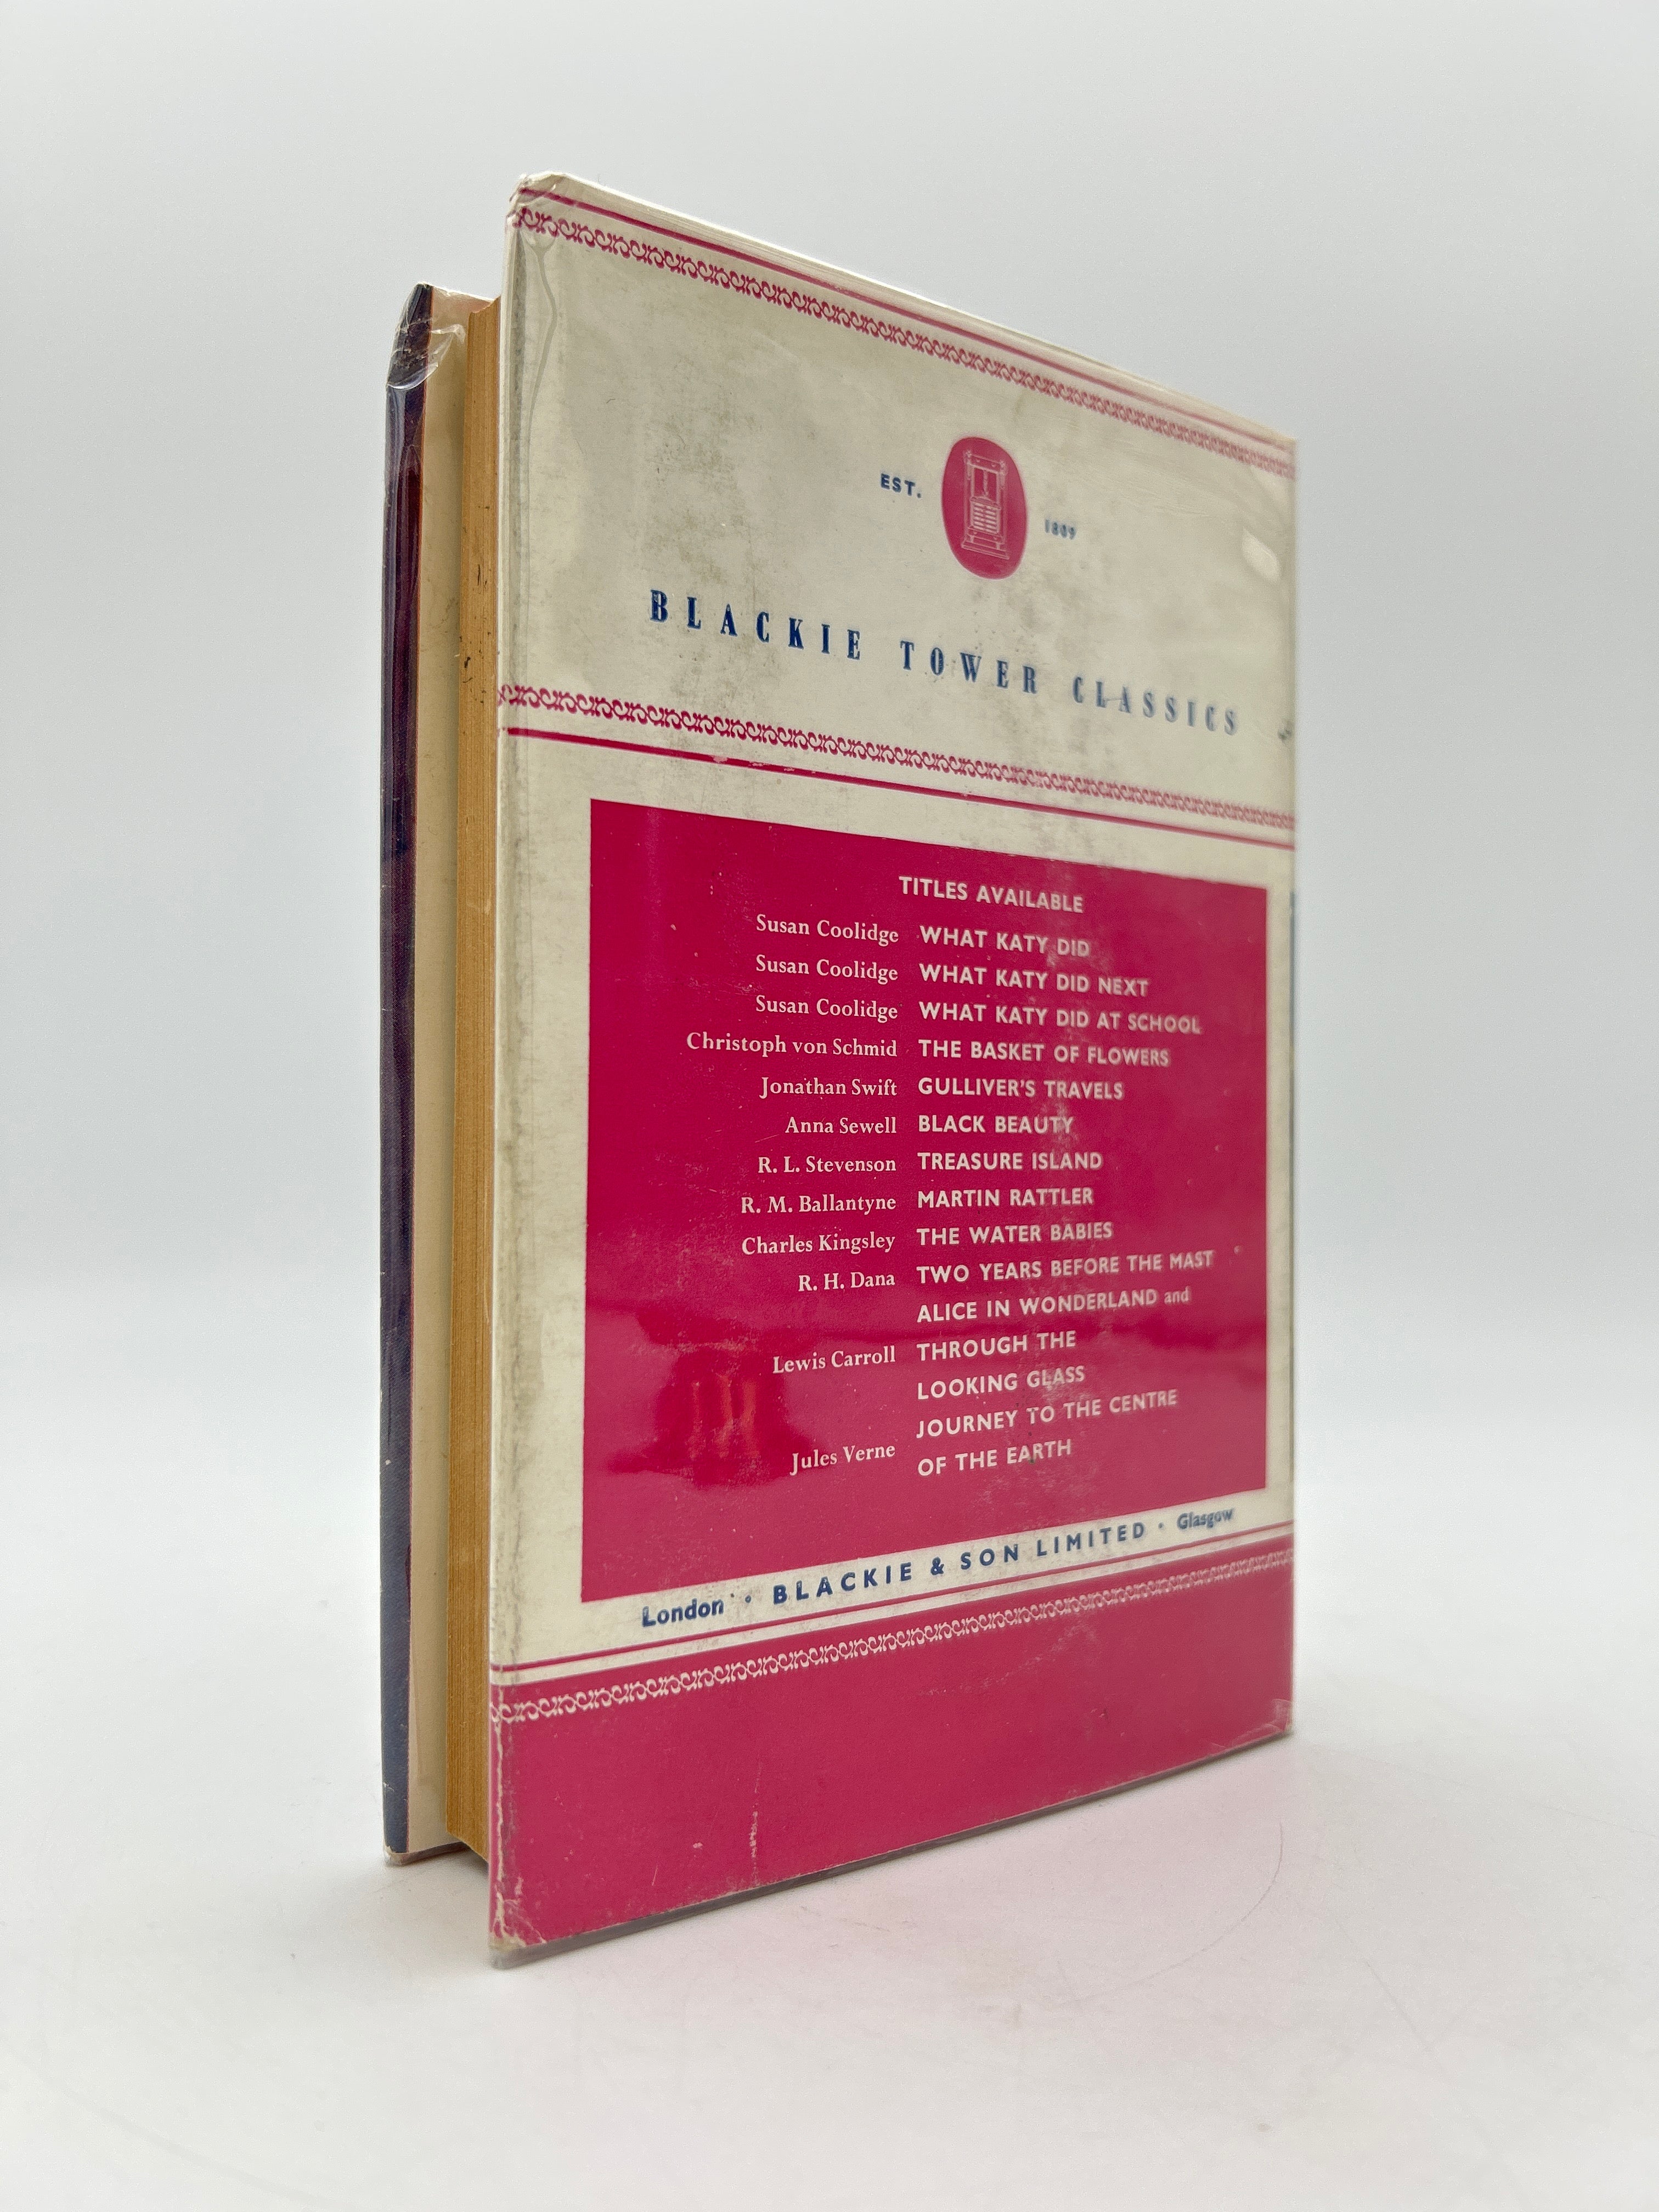 EST. 1809
BLACKIE TOWER CLASSICS
TITLES AVAILABLE
Susan Coolidge WHAT KATY DID
Susan Coolidge WHAT KATY DID NEXT
Susan Coolidge WHAT KATY DID AT SCHOOL
Christoph von Schmid THE BASKET OF FLOWERS
Jonathan Swift GULLIVER'S TRAVELS
Anna Sewell BLACK BEAUTY
R. L. Stevenson TREASURE ISLAND
R. M. Ballantyne MARTIN RATTLER
Charles Kingsley THE WATER BABIES
R. H. Dana TWO YEARS BEFORE THE MAST
ALICE IN WONDERLAND and
Lewis Carroll THROUGH THE
LOOKING GLASS
JOURNEY TO THE CENTRE
Jules Verne OF THE EARTH
London · BLACKIE & SON LIMITED · Glasgow